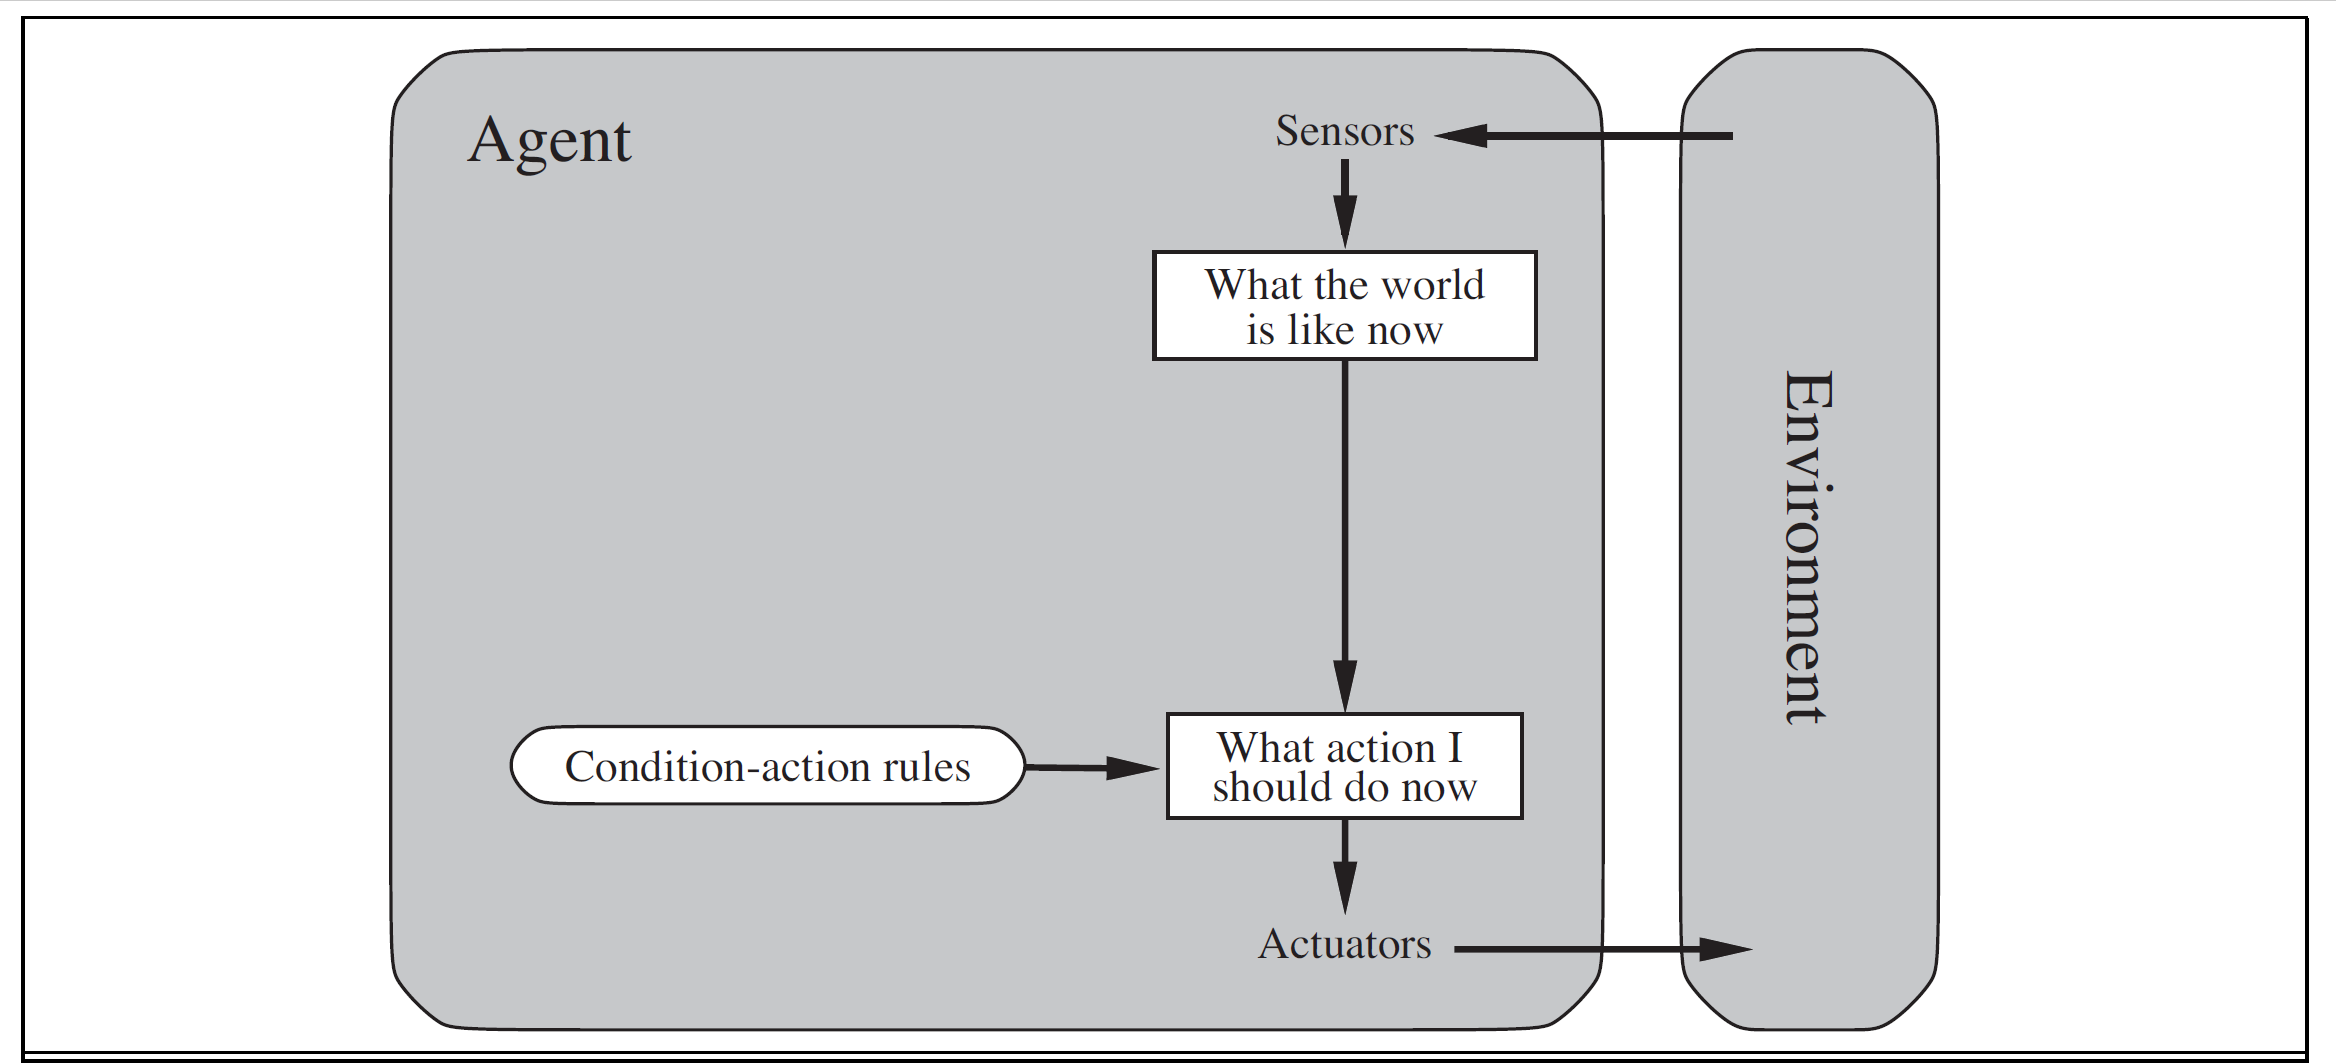 Agent
Sensors
What the world
is like now
Environment
Condition-action rules
What action I
should do now
Actuators